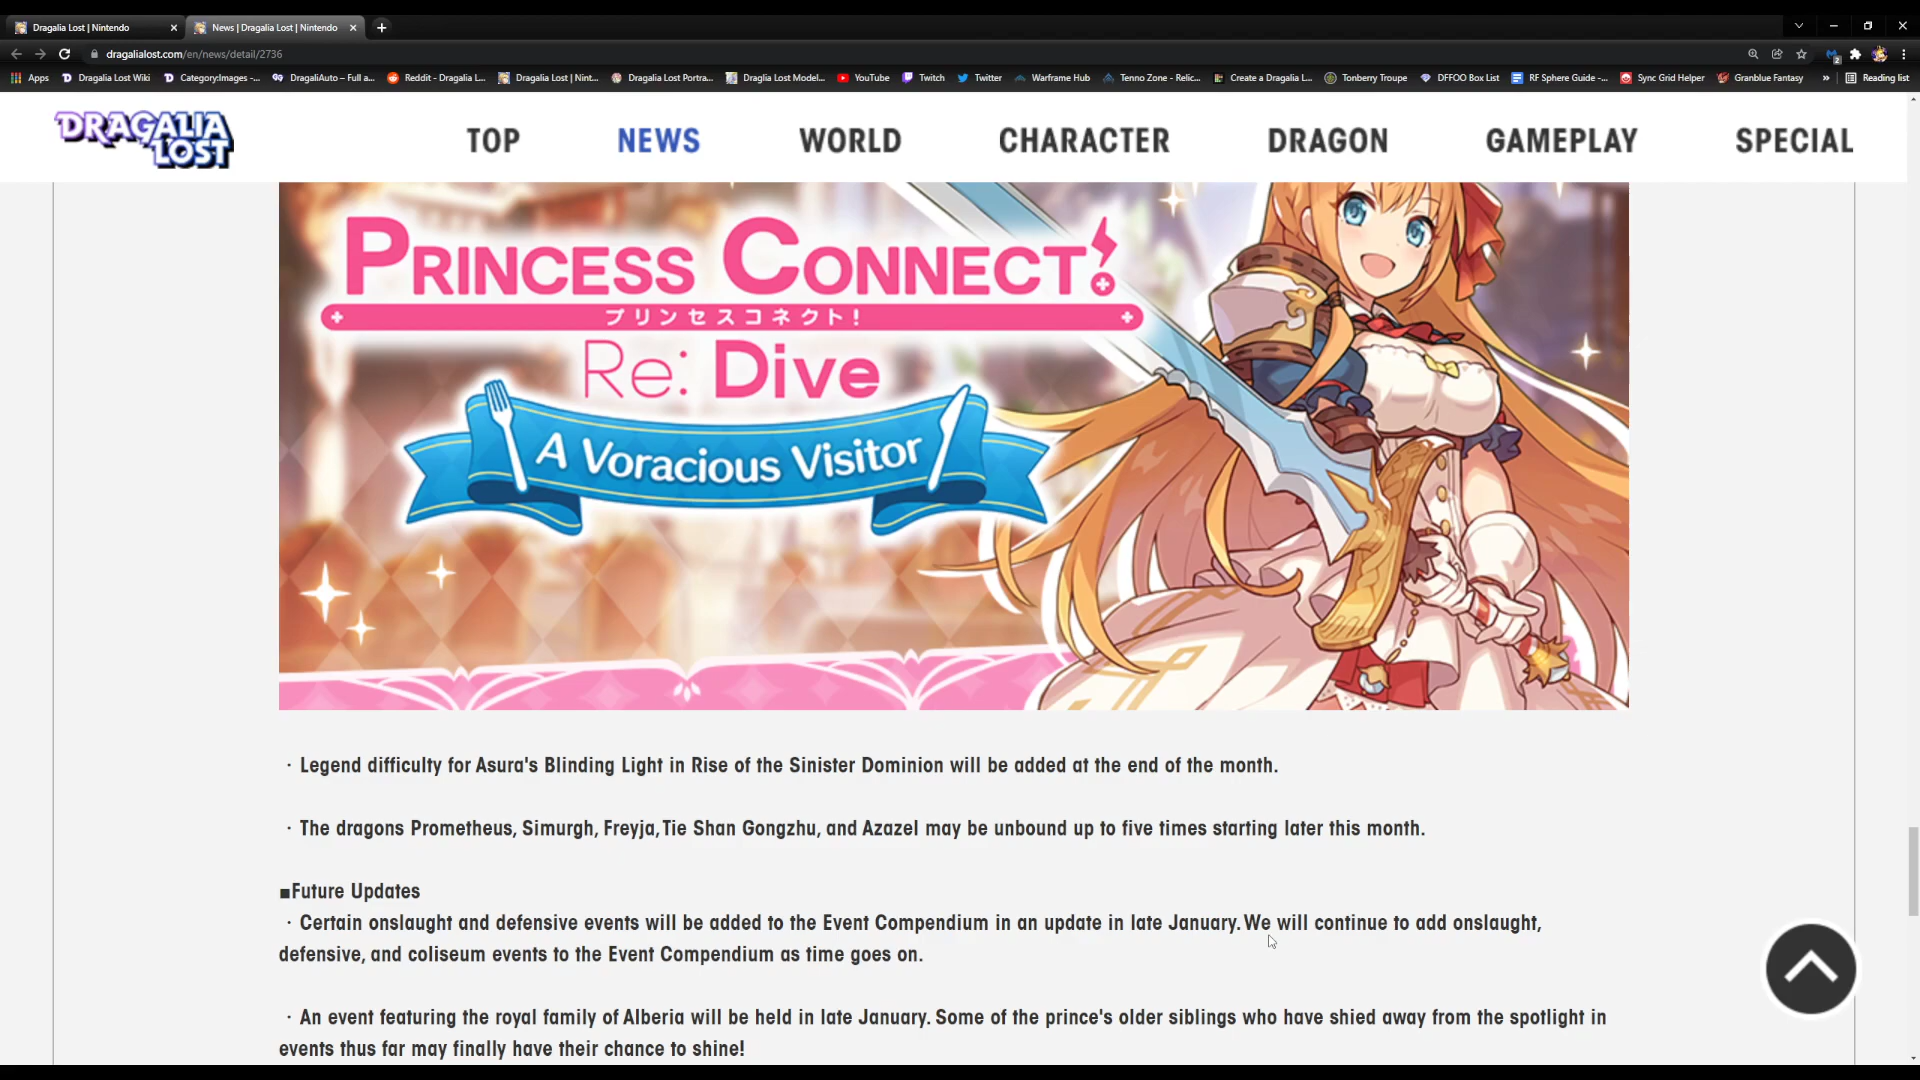 Dragalia Lost | Nintendo
News | Dragalia Lost | Nintendo
dragalialost.com/en/news/detail/2736
Apps Dragalia Lost Wiki Category:Images -... DragaliAuto – Full a... Reddit - Dragalia L... Dragalia Lost | Nint... Dragalia Lost Portra... Draglia Lost Model... YouTube Twitch Twitter Warframe Hub Tenno Zone - Relic... Create a Dragalia L... Tonberry Troupe DFFOO Box List RF Sphere Guide -... Sync Grid Helper Granblue Fantasy » Reading list
DRAGALIA LOST
TOP NEWS WORLD CHARACTER DRAGON GAMEPLAY SPECIAL
PRINCESS CONNECT!
プリンセスコネクト!
Re: Dive
A Voracious Visitor
・Legend difficulty for Asura's Blinding Light in Rise of the Sinister Dominion will be added at the end of the month.
・The dragons Prometheus, Simurgh, Freyja, Tie Shan Gongzhu, and Azazel may be unbound up to five times starting later this month.
■Future Updates
・Certain onslaught and defensive events will be added to the Event Compendium in an update in late January. We will continue to add onslaught,
defensive, and coliseum events to the Event Compendium as time goes on.
・An event featuring the royal family of Alberia will be held in late January. Some of the prince's older siblings who have shied away from the spotlight in
events thus far may finally have their chance to shine!